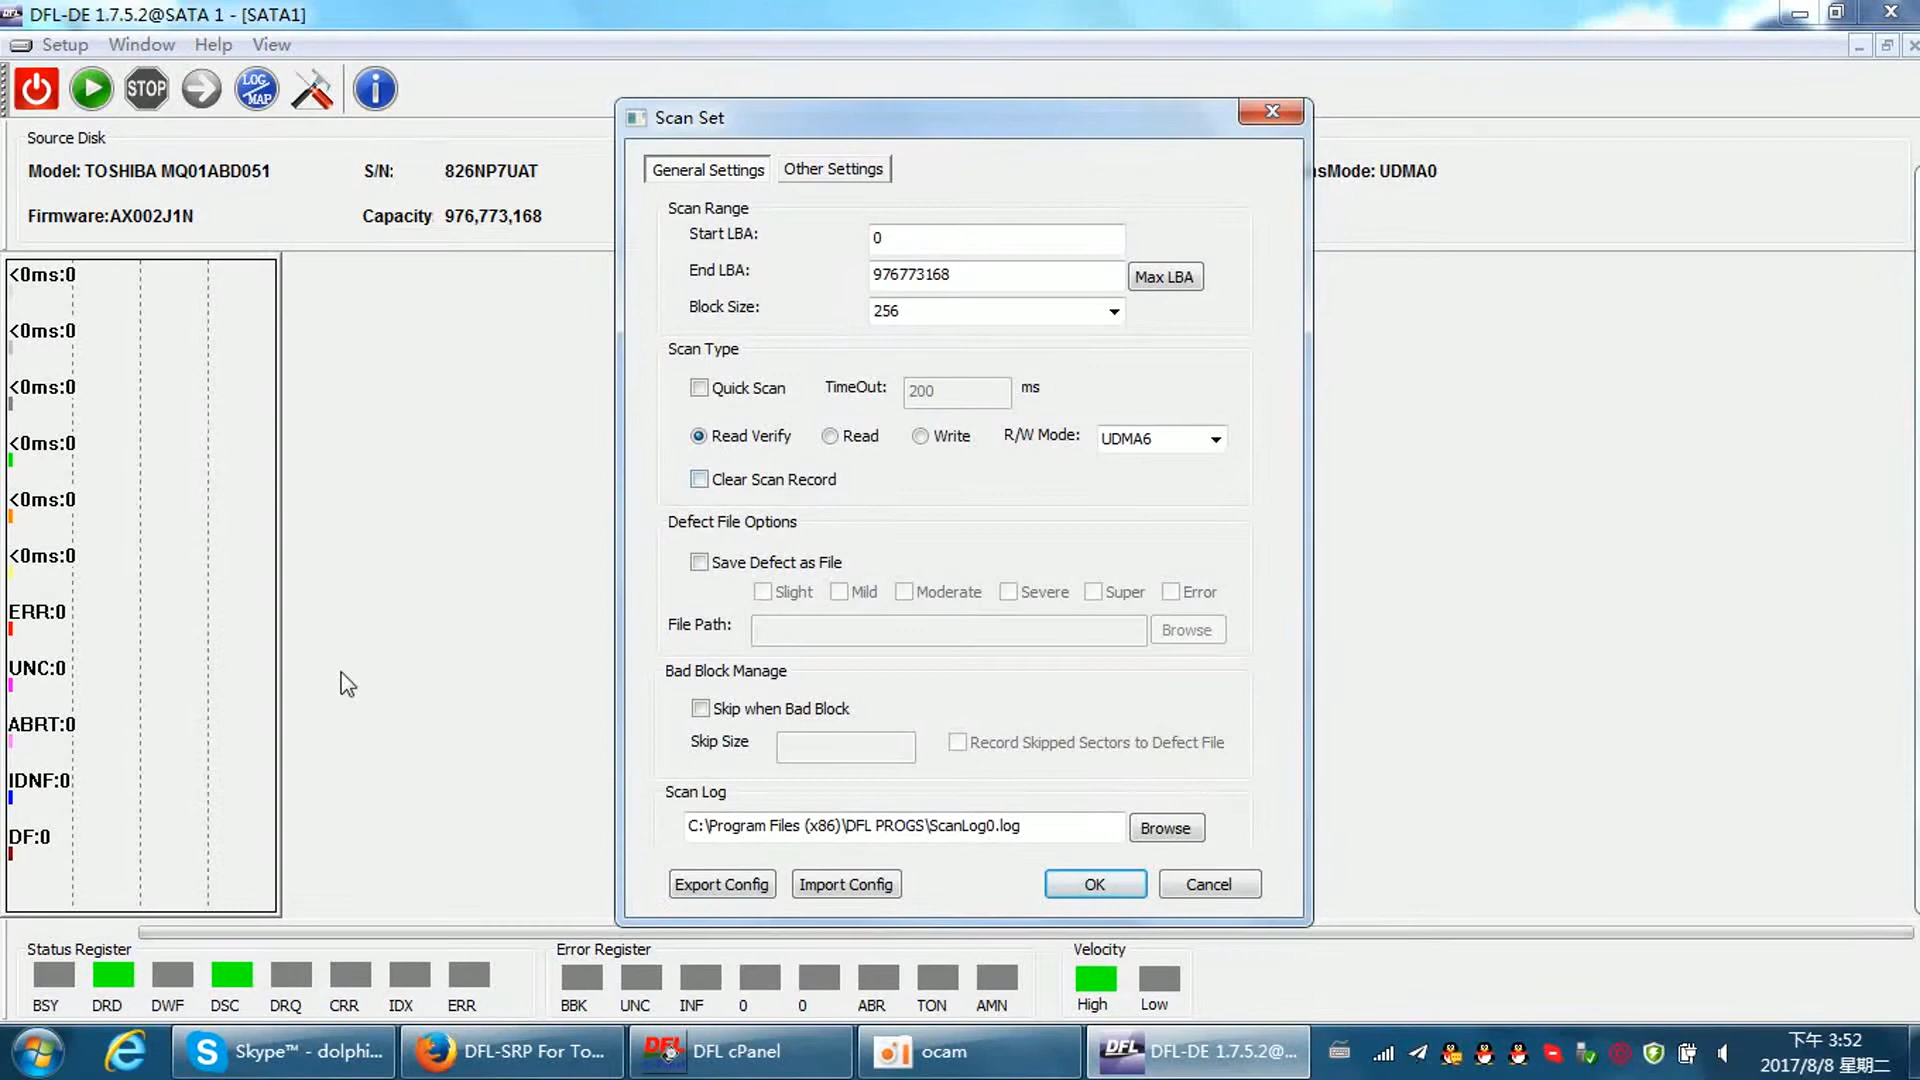 DFL-DE 1.7.5.2@SATA 1 - [SATA1]
Setup Window Help View
STOP LOG MAP
Source Disk
Model: TOSHIBA MQ01ABD051 S/N: 826NP7UAT sMode: UDMA0
Firmware:AX002J1N Capacity 976,773,168
<0ms:0
<0ms:0
<0ms:0
<0ms:0
<0ms:0
<0ms:0
ERR:0
UNC:0
ABRT:0
IDNF:0
DF:0
Scan Set
General Settings Other Settings
Scan Range
Start LBA: 0
End LBA: 976773168 Max LBA
Block Size: 256
Scan Type
Quick Scan TimeOut: 200 ms
Read Verify Read Write R/W Mode: UDMA6
Clear Scan Record
Defect File Options
Save Defect as File
Slight Mild Moderate Severe Super Error
File Path: Browse
Bad Block Manage
Skip when Bad Block
Skip Size Record Skipped Sectors to Defect File
Scan Log
C:\Program Files (x86)\DFL PROGS\ScanLog0.log Browse
Export Config Import Config OK Cancel
Status Register Error Register Velocity
BSY DRD DWF DSC DRQ CRR IDX ERR BBK UNC INF 0 0 ABR TON AMN High Low
Skype™ - dolphi... DFL-SRP For To... DFL DFL cPanel ocam DFL DFL-DE 1.7.5.2@... 下午 3:52
2017/8/8 星期二